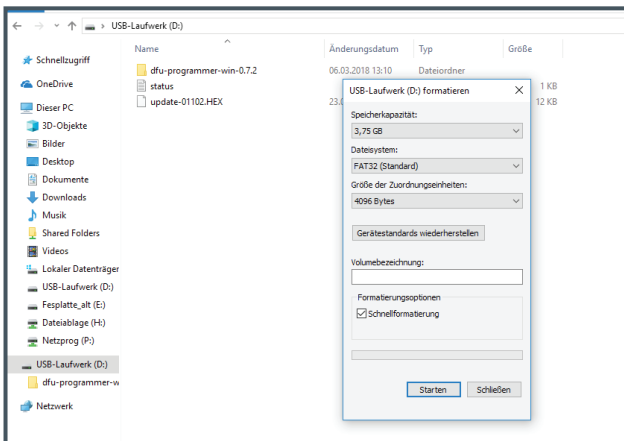 USB-Laufwerk (D:)
Name Änderungsdatum Typ Größe
Schnellzugriff
OneDrive
Dieser PC
3D-Objekte
Bilder
Desktop
Dokumente
Downloads
Musik
Shared Folders
Videos
Lokaler Datenträger
USB-Laufwerk (D:)
Fesplatte_alt (E:)
Dateiablage (H:)
Netzprog (P:)
USB-Laufwerk (D:)
dfu-programmer-w
Netzwerk
dfu-programmer-win-0.7.2 06.03.2018 13:10 Dateiordner
status 1 KB
update-01102.HEX 23.0 12 KB
USB-Laufwerk (D:) formatieren
Speicherkapazität:
3,75 GB
Dateisystem:
FAT32 (Standard)
Größe der Zuordnungseinheiten:
4096 Bytes
Gerätestandards wiederherstellen
Volumebezeichnung:
Formatierungsoptionen
Schnellformatierung
Starten Schließen